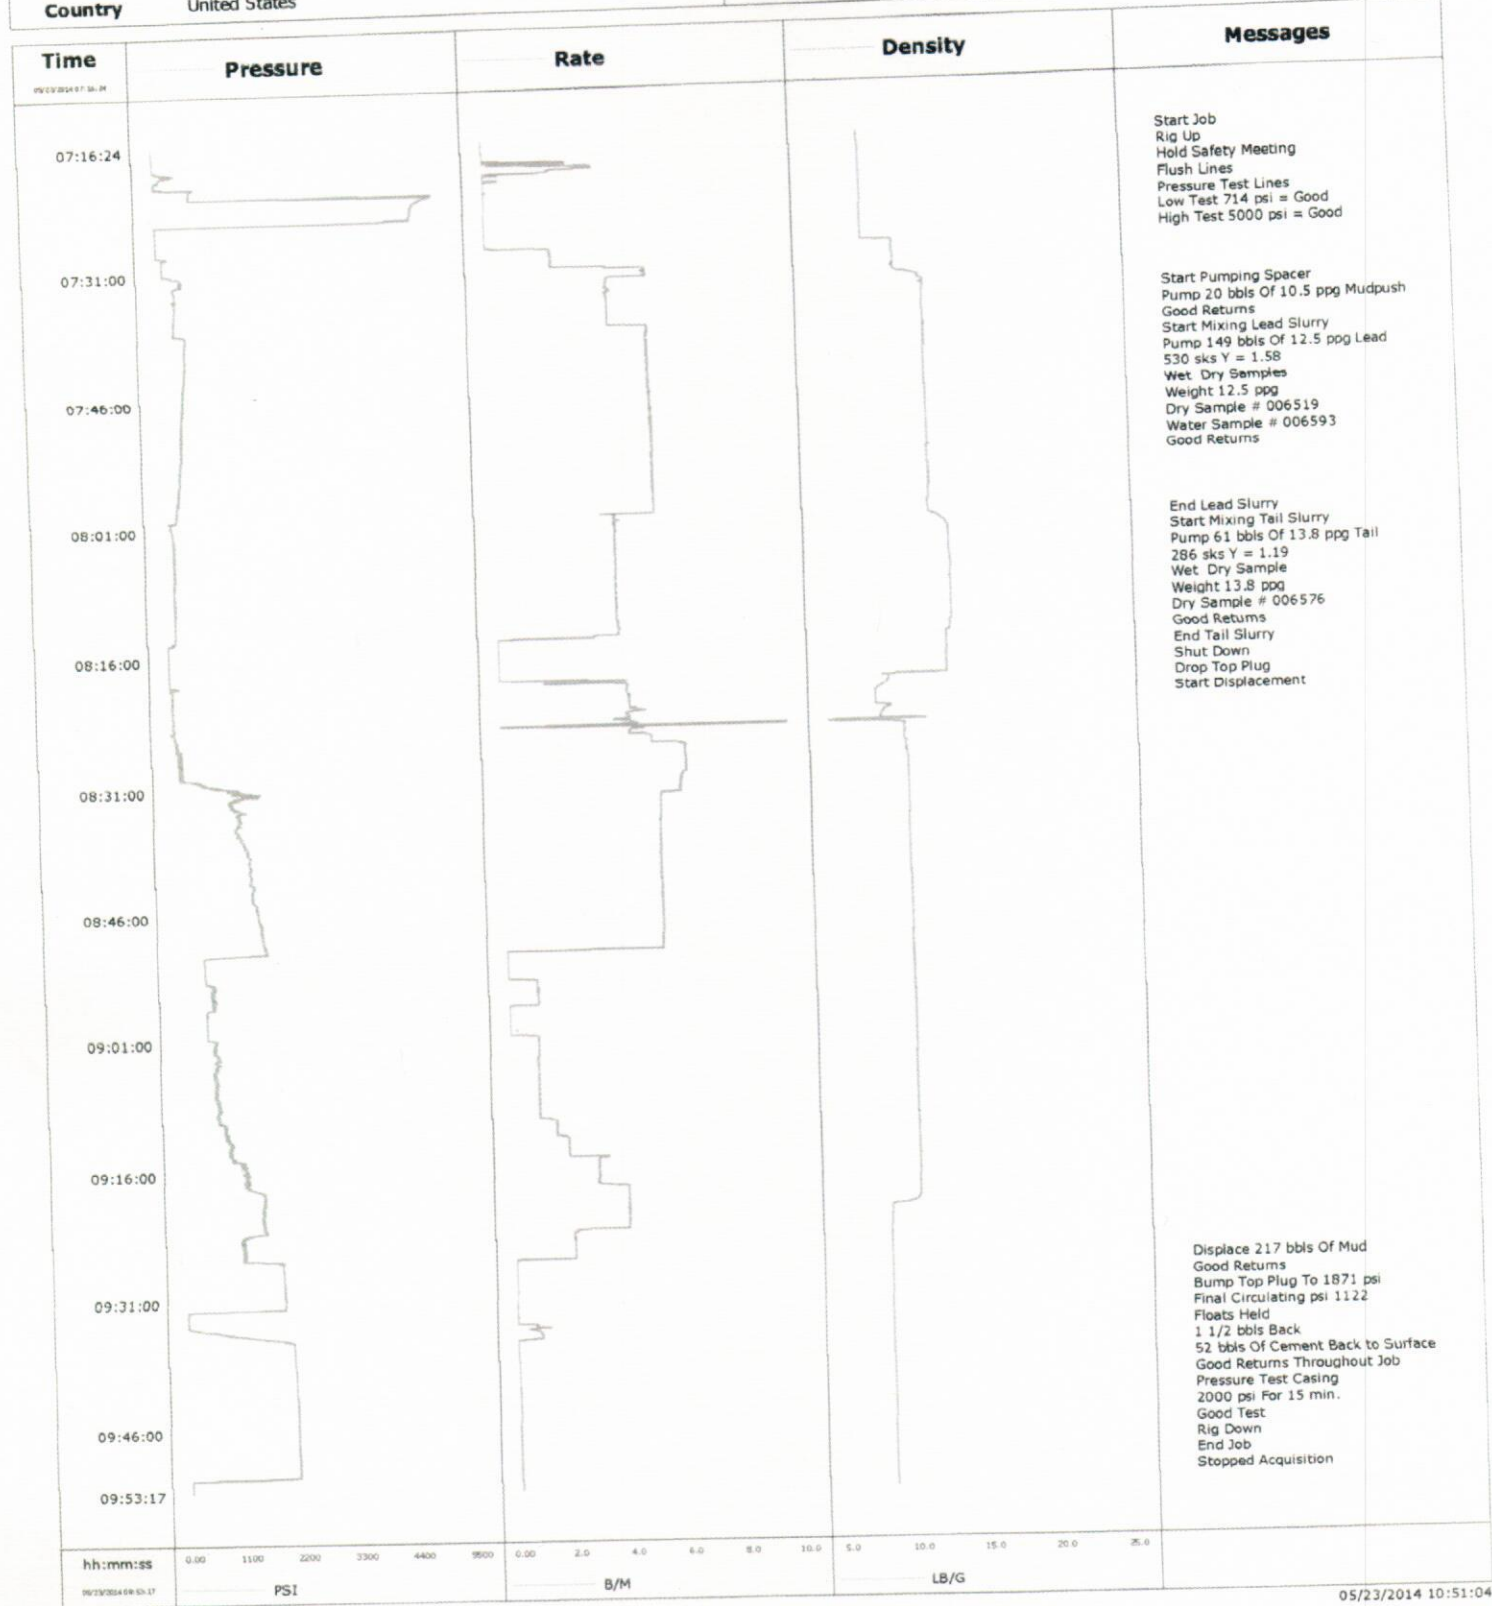 Country United States
Time Pressure Rate Density Messages
07:16:24
Start Job
Rig Up
Hold Safety Meeting
Flush Lines
Pressure Test Lines
Low Test 714 psi = Good
High Test 5000 psi = Good
07:31:00
Start Pumping Spacer
Pump 20 bbls Of 10.5 ppg Mudpush
Good Returns
Start Mixing Lead Slurry
Pump 149 bbls Of 12.5 ppg Lead
530 sks Y = 1.58
Wet Dry Samples
Weight 12.5 ppg
07:46:00
Dry Sample # 006519
Water Sample # 006593
Good Returns
End Lead Slurry
Start Mixing Tail Slurry
08:01:00
Pump 61 bbls Of 13.8 ppg Tail
286 sks Y = 1.19
Wet Dry Sample
Weight 13.8 ppg
Dry Sample # 006576
Good Returns
End Tail Slurry
Shut Down
08:16:00
Drop Top Plug
Start Displacement
08:31:00
08:46:00
09:01:00
09:16:00
Displace 217 bbls Of Mud
Good Returns
Bump Top Plug To 1871 psi
Final Circulating psi 1122
09:31:00
Floats Held
1 1/2 bbls Back
52 bbls Of Cement Back to Surface
Good Returns Throughout Job
Pressure Test Casing
2000 psi For 15 min.
Good Test
09:46:00
Rig Down
End Job
Stopped Acquisition
09:53:17
hh:mm:ss 0.00 1100 2200 3300 4400 0.00 2.0 4.0 6.0 8.0 10.0 5.0 10.0 15.0 20.0 25.0
PSI B/M LB/G
05/23/2014 10:51:04